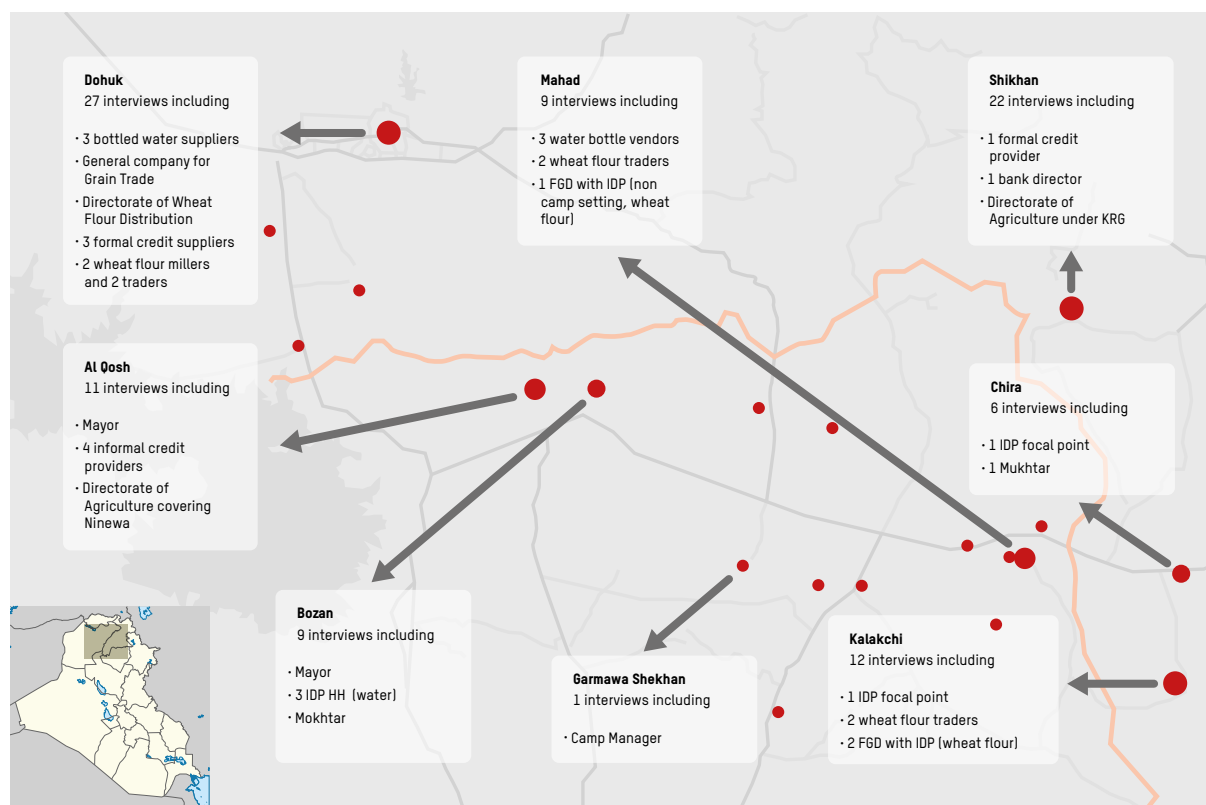 Dohuk
27 interviews including
· 3 bottled water suppliers
· General company for
Grain Trade
· Directorate of Wheat
Flour Distribution
· 3 formal credit suppliers
· 2 wheat flour millers
and 2 traders
Mahad
9 interviews including
· 3 water bottle vendors
· 2 wheat flour traders
· 1 FGD with IDP (non
camp setting, wheat
flour)
Shikhan
22 interviews including
· 1 formal credit
provider
· 1 bank director
· Directorate of
Agriculture under KRG
Al Qosh
11 interviews including
· Mayor
· 4 informal credit
providers
· Directorate of
Agriculture covering
Ninewa
Chira
6 interviews including
· 1 IDP focal point
· 1 Mukhtar
Bozan
9 interviews including
· Mayor
· 3 IDP HH (water)
· Mokhtar
Garmawa Shekhan
1 interviews including
· Camp Manager
Kalakchi
12 interviews including
· 1 IDP focal point
· 2 wheat flour traders
· 2 FGD with IDP (wheat flour)